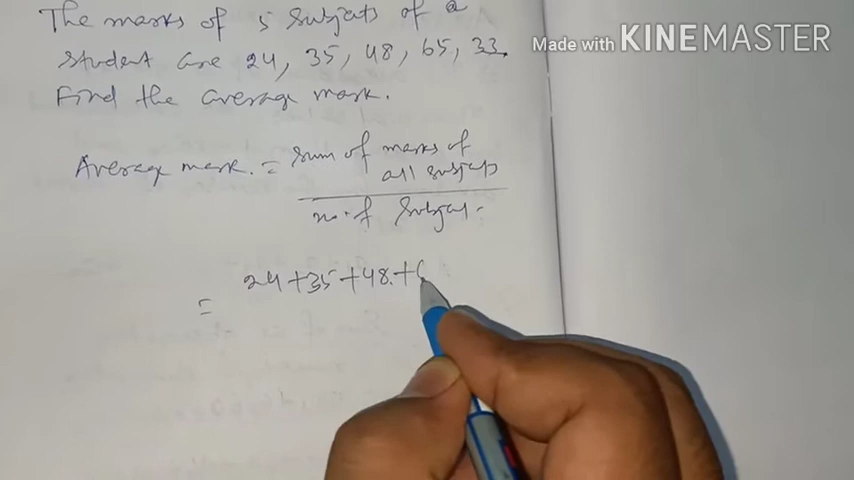 The marks of 5 Subjects of a
student are 24, 35, 48, 65, 33.
Find the average mark.
Made with KINEMASTER
Average mark. = Sum of marks of
all subjects
no. of Subject.
= 24+35+48.+6